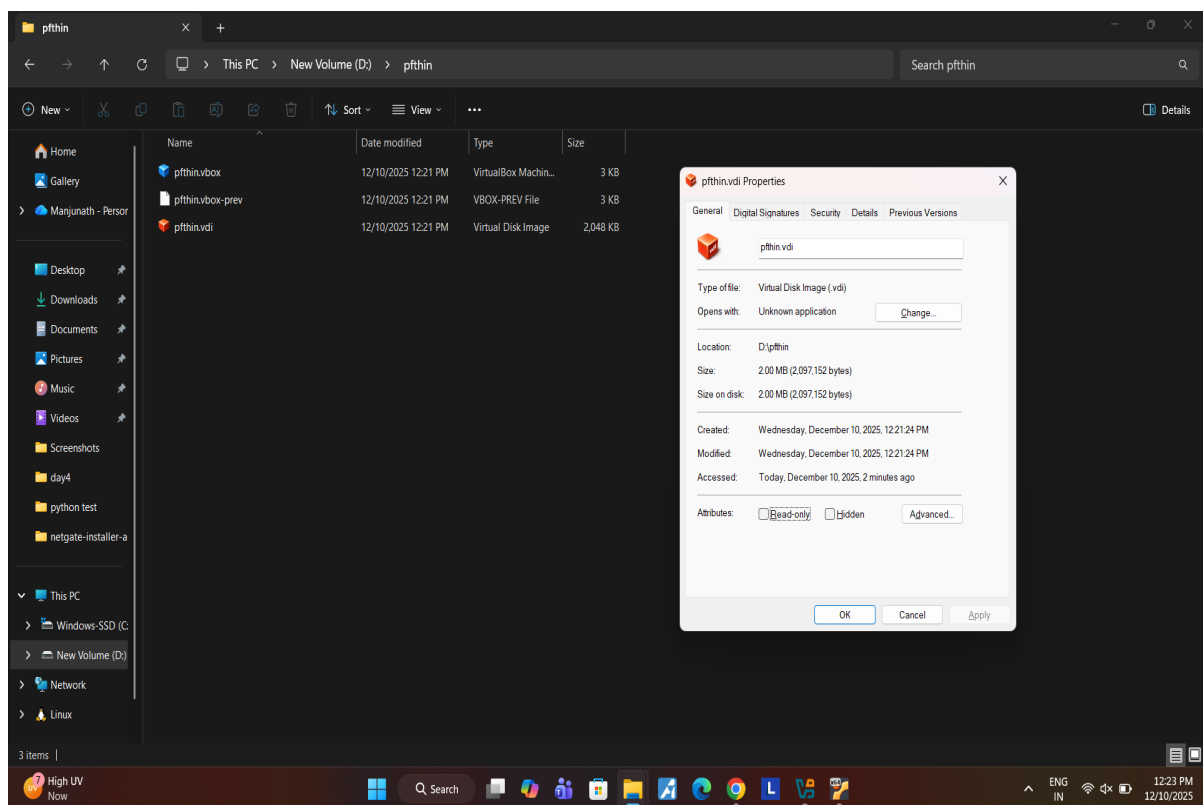 pfthin
This PC > New Volume (D:) > pfthin
Search pfthin
New
Sort
View
Details
Name Date modified Type Size
pfthin.vbox 12/10/2025 12:21 PM VirtualBox Machin... 3 KB
pfthin.vbox-prev 12/10/2025 12:21 PM VBOX-PREV File 3 KB
pfthin.vdi 12/10/2025 12:21 PM Virtual Disk Image 2,048 KB
Home
Gallery
Manjunath - Person
Desktop
Downloads
Documents
Pictures
Music
Videos
Screenshots
day4
python test
netgate-installer-a
This PC
Windows-SSD (C:
New Volume (D:)
Network
Linux
3 items
pfthin.vdi Properties
General Digital Signatures Security Details Previous Versions
pfthin.vdi
Type of file: Virtual Disk Image (.vdi)
Opens with: Unknown application Change...
Location: D:\pfthin
Size: 2.00 MB (2,097,152 bytes)
Size on disk: 2.00 MB (2,097,152 bytes)
Created: Wednesday, December 10, 2025, 12:21:24 PM
Modified: Wednesday, December 10, 2025, 12:21:24 PM
Accessed: Today, December 10, 2025, 2 minutes ago
Attributes: Read-only Hidden Advanced...
OK Cancel Apply
7
UV
High UV
Now
Search
L
V64
ENG
IN
12:23 PM
12/10/2025